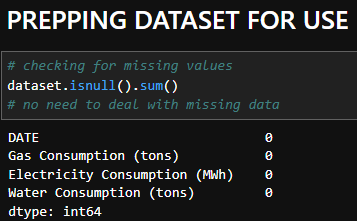 PREPPING DATASET FOR USE
# checking for missing values
dataset.isnull().sum()
# no need to deal with missing data
DATE 0
Gas Consumption (tons) 0
Electricity Consumption (MWh) 0
Water Consumption (tons) 0
dtype: int64